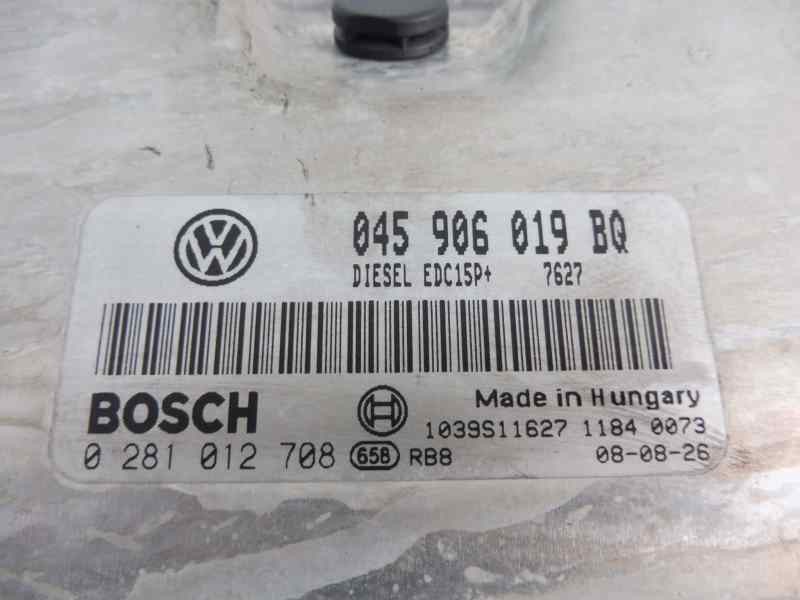 045 906 019 BQ
DIESEL EDC15P+ 7627
BOSCH
Made in Hungary
1039S11627 1184 0073
0 281 012 708 658 RB8 08-08-26